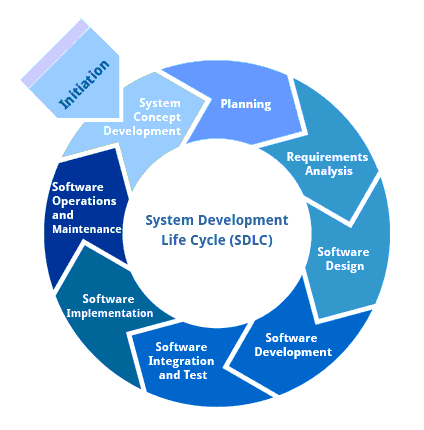 Initiation
System
Concept
Development
Planning
Requirements
Analysis
Software
Design
Software
Development
Software
Integration
and Test
Software
Implementation
Software
Operations
and
Maintenance
System Development
Life Cycle (SDLC)